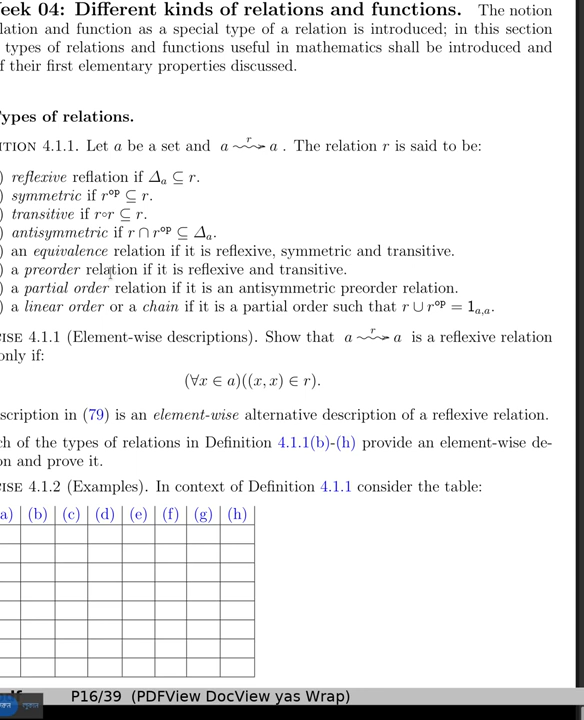 eek 04: Different kinds of relations and functions. The notion
lation and function as a special type of a relation is introduced; in this section
types of relations and functions useful in mathematics shall be introduced and
f their first elementary properties discussed.
ypes of relations.
TION 4.1.1. Let a be a set and a r a . The relation r is said to be:
) reflexive reflation if Δₐ ⊆ r.
) symmetric if rᵒᵖ ⊆ r.
) transitive if r∘r ⊆ r.
) antisymmetric if r ∩ rᵒᵖ ⊆ Δₐ.
) an equivalence relation if it is reflexive, symmetric and transitive.
) a preorder relation if it is reflexive and transitive.
) a partial order relation if it is an antisymmetric preorder relation.
) a linear order or a chain if it is a partial order such that r ∪ rᵒᵖ = 1ₐ,ₐ.
ISE 4.1.1 (Element-wise descriptions). Show that a r a is a reflexive relation
only if:
(∀x ∈ a)((x, x) ∈ r).
scription in (79) is an element-wise alternative description of a reflexive relation.
ch of the types of relations in Definition 4.1.1(b)-(h) provide an element-wise de-
on and prove it.
ISE 4.1.2 (Examples). In context of Definition 4.1.1 consider the table:
a) (b) (c) (d) (e) (f) (g) (h)
P16/39 (PDFView DocView yas Wrap)